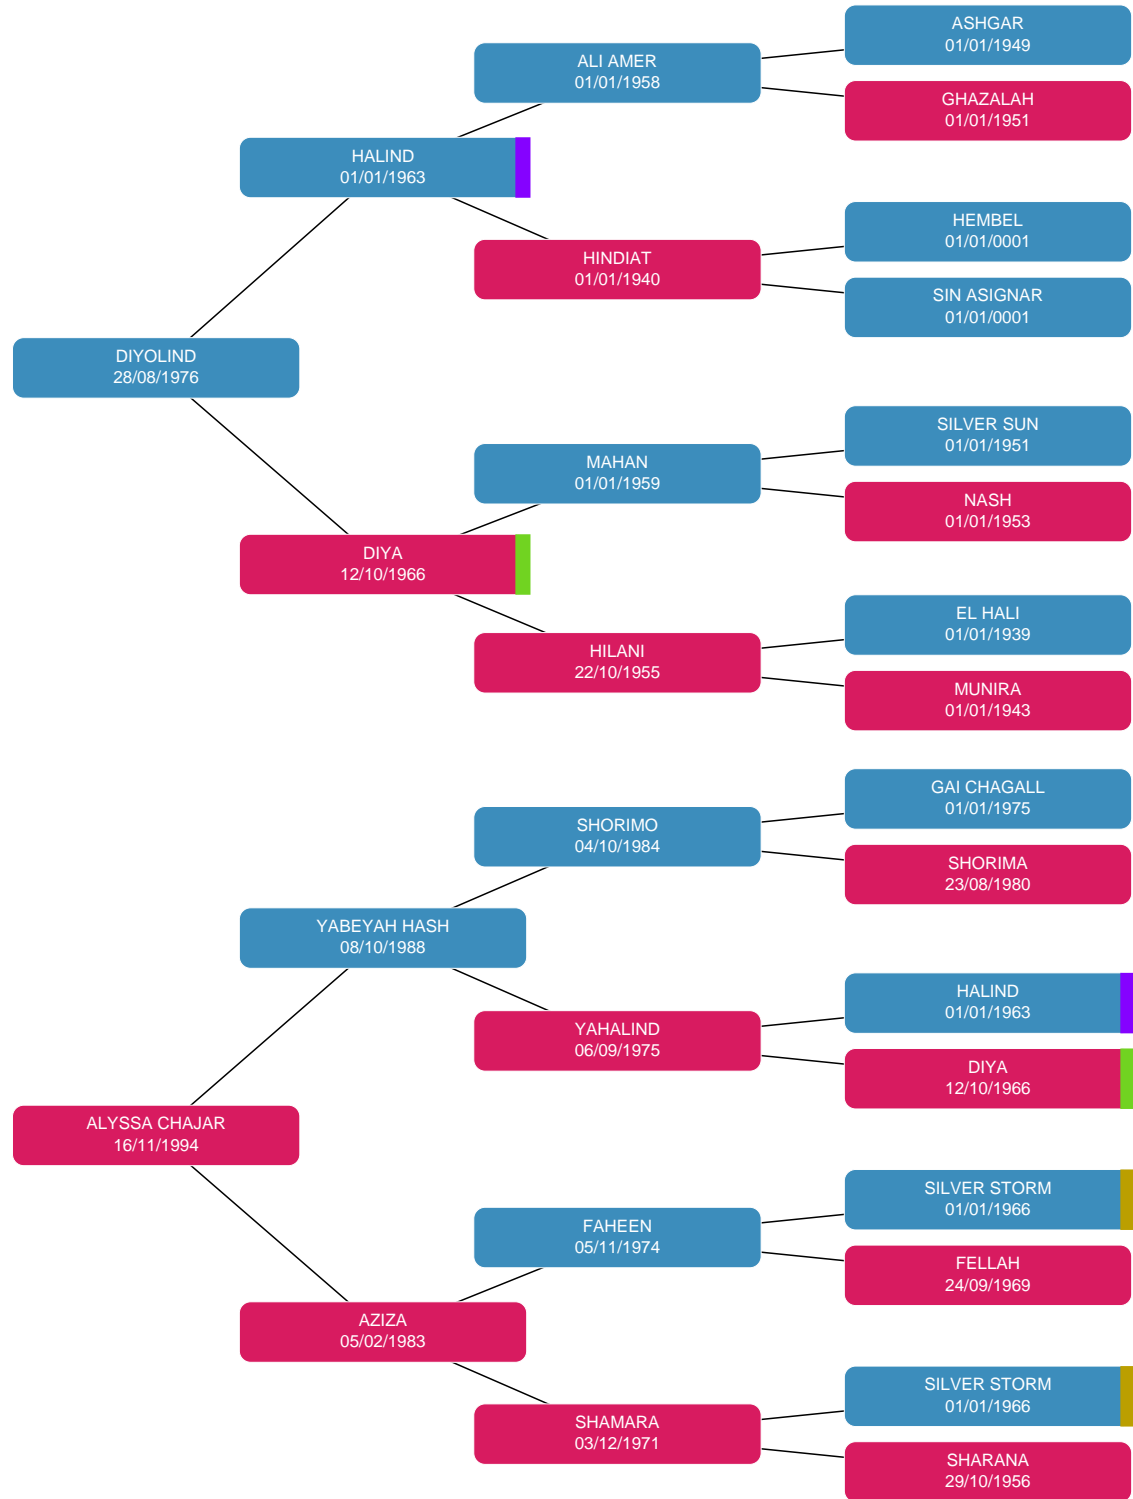 ASHGAR
01/01/1949
ALI AMER
01/01/1958
GHAZALAH
01/01/1951
HALIND
01/01/1963
HEMBEL
01/01/0001
HINDIAT
01/01/1940
SIN ASIGNAR
01/01/0001
DIYOLIND
28/08/1976
SILVER SUN
01/01/1951
MAHAN
01/01/1959
NASH
01/01/1953
DIYA
12/10/1966
EL HALI
01/01/1939
HILANI
22/10/1955
MUNIRA
01/01/1943
GAI CHAGALL
01/01/1975
SHORIMO
04/10/1984
SHORIMA
23/08/1980
YABEYAH HASH
08/10/1988
HALIND
01/01/1963
YAHALIND
06/09/1975
DIYA
12/10/1966
ALYSSA CHAJAR
16/11/1994
SILVER STORM
01/01/1966
FAHEEN
05/11/1974
FELLAH
24/09/1969
AZIZA
05/02/1983
SILVER STORM
01/01/1966
SHAMARA
03/12/1971
SHARANA
29/10/1956